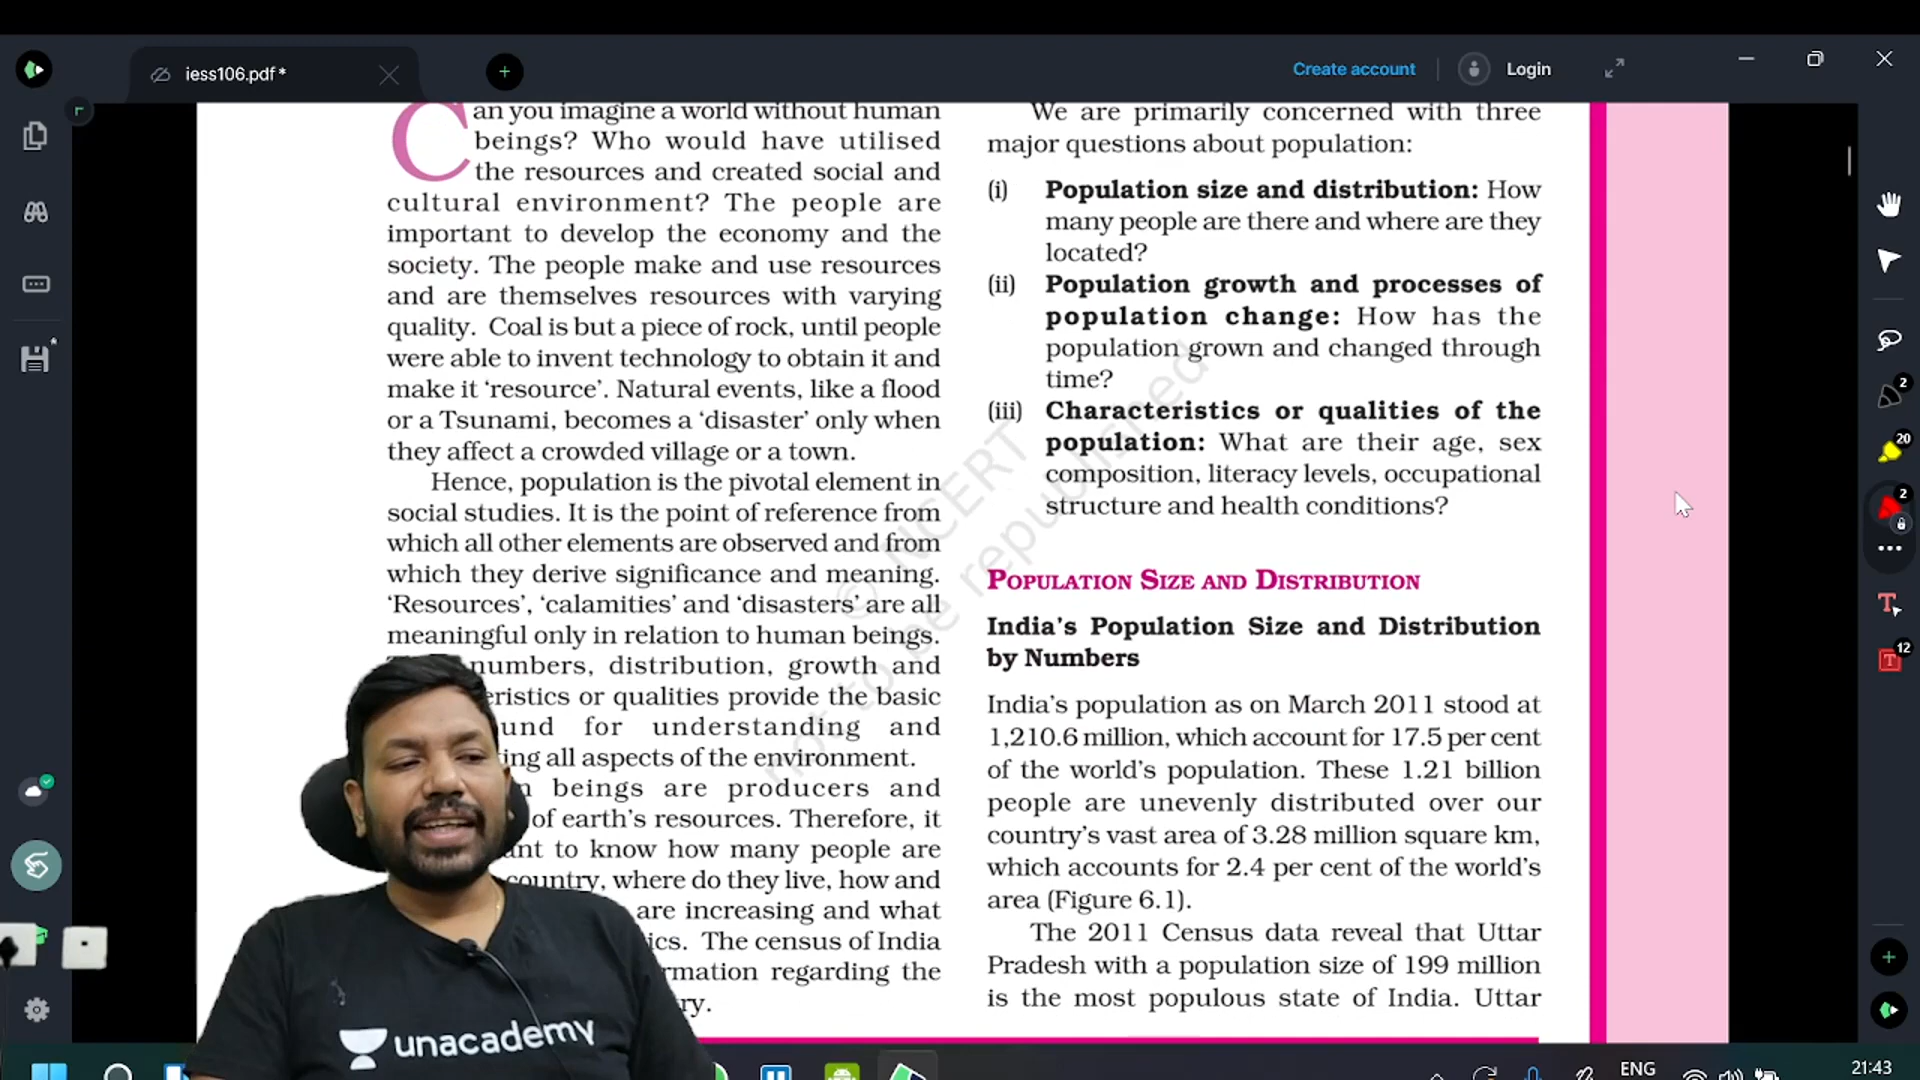 iess106.pdf*
Create account
Login
Can you imagine a world without human
beings? Who would have utilised
the resources and created social and
cultural environment? The people are
important to develop the economy and the
society. The people make and use resources
and are themselves resources with varying
quality. Coal is but a piece of rock, until people
were able to invent technology to obtain it and
make it ‘resource’. Natural events, like a flood
or a Tsunami, becomes a ‘disaster’ only when
they affect a crowded village or a town.
Hence, population is the pivotal element in
social studies. It is the point of reference from
which all other elements are observed and from
which they derive significance and meaning.
‘Resources’, ‘calamities’ and ‘disasters’ are all
meaningful only in relation to human beings.
numbers, distribution, growth and
eristics or qualities provide the basic
und for understanding and
ing all aspects of the environment.
n beings are producers and
of earth’s resources. Therefore, it
ant to know how many people are
country, where do they live, how and
are increasing and what
ics. The census of India
rmation regarding the
ry.
We are primarily concerned with three
major questions about population:
(i) Population size and distribution: How
many people are there and where are they
located?
(ii) Population growth and processes of
population change: How has the
population grown and changed through
time?
(iii) Characteristics or qualities of the
population: What are their age, sex
composition, literacy levels, occupational
structure and health conditions?
POPULATION SIZE AND DISTRIBUTION
India’s Population Size and Distribution
by Numbers
India’s population as on March 2011 stood at
1,210.6 million, which account for 17.5 per cent
of the world’s population. These 1.21 billion
people are unevenly distributed over our
country’s vast area of 3.28 million square km,
which accounts for 2.4 per cent of the world’s
area (Figure 6.1).
The 2011 Census data reveal that Uttar
Pradesh with a population size of 199 million
is the most populous state of India. Uttar
© NCERT
not to be republished
2
20
2
T
T 12
unacademy
ENG
21:43